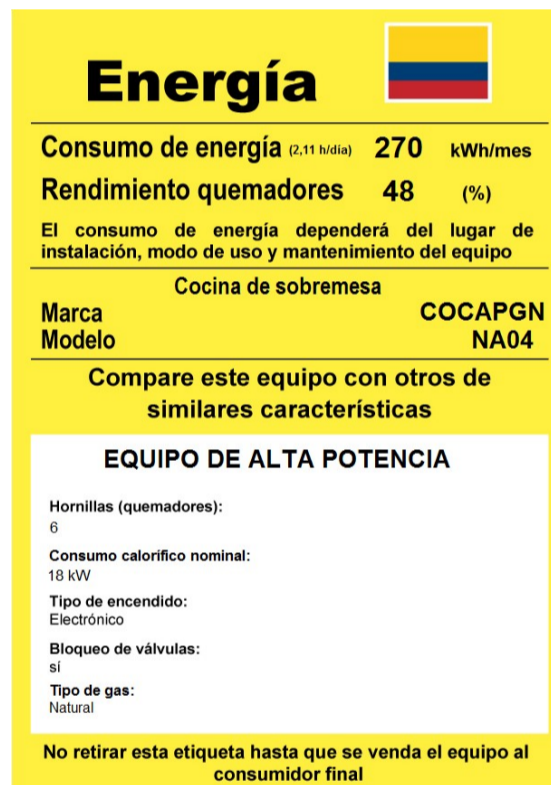 Energía
Consumo de energía (2,11 h/día) 270 kWh/mes
Rendimiento quemadores 48 (%)
El consumo de energía dependerá del lugar de
instalación, modo de uso y mantenimiento del equipo
Cocina de sobremesa
Marca COCAPGN
Modelo NA04
Compare este equipo con otros de
similares características
EQUIPO DE ALTA POTENCIA
Hornillas (quemadores):
6
Consumo calorífico nominal:
18 kW
Tipo de encendido:
Electrónico
Bloqueo de válvulas:
sí
Tipo de gas:
Natural
No retirar esta etiqueta hasta que se venda el equipo al
consumidor final